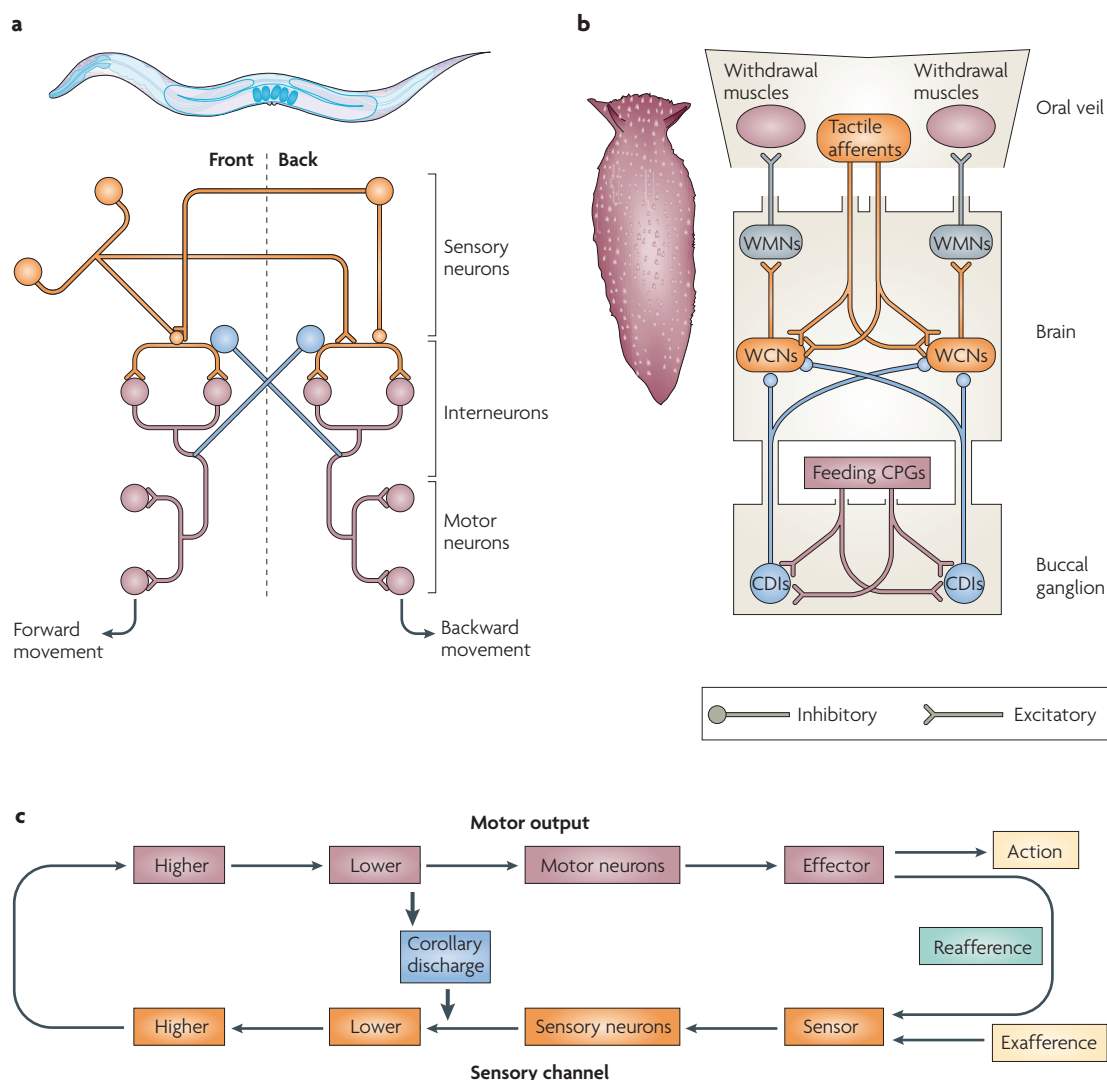 a
Front
Back
Sensory
neurons
Interneurons
Motor
neurons
Forward
movement
Backward
movement
b
Withdrawal
muscles
Withdrawal
muscles
Tactile
afferents
Oral veil
WMNs
WMNs
Brain
WCNs
WCNs
Feeding CPGs
CDIs
CDIs
Buccal
ganglion
Inhibitory
Excitatory
c
Motor output
Higher
Lower
Motor neurons
Effector
Action
Corollary
discharge
Reafference
Higher
Lower
Sensory neurons
Sensor
Exafference
Sensory channel